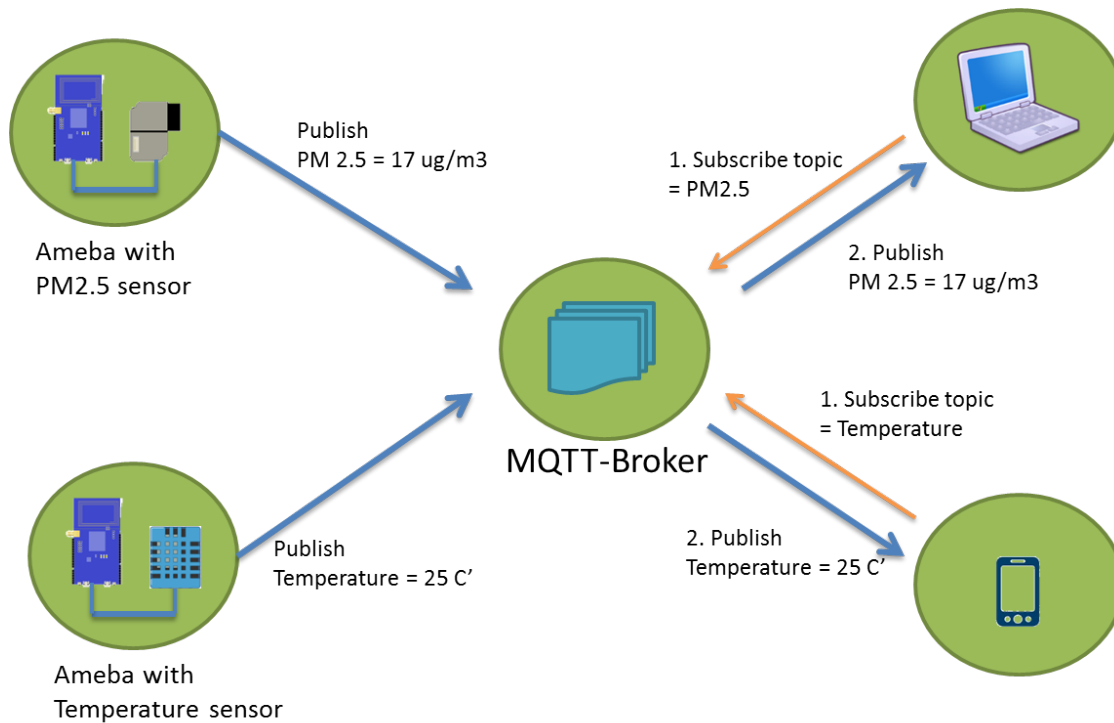 Publish
PM 2.5 = 17 ug/m3
Ameba with
PM2.5 sensor
1. Subscribe topic
= PM2.5
2. Publish
PM 2.5 = 17 ug/m3
MQTT-Broker
1. Subscribe topic
= Temperature
2. Publish
Temperature = 25 C’
Publish
Temperature = 25 C’
Ameba with
Temperature sensor